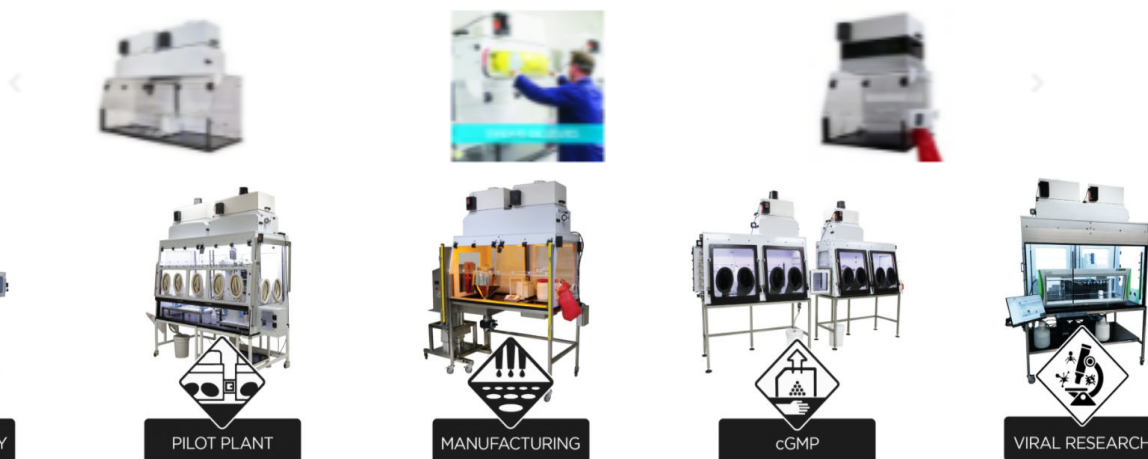 Y
PILOT PLANT
MANUFACTURING
cGMP
VIRAL RESEARCH